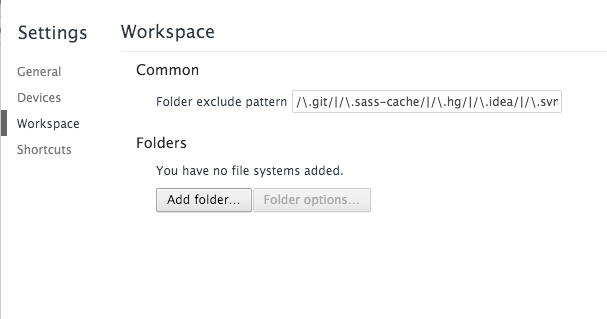 Settings
Workspace
General
Devices
Workspace
Shortcuts
Common
Folder exclude pattern /\.git/|/\.sass-cache/|/\.hg/|/\.idea/|/\.svn
Folders
You have no file systems added.
Add folder... Folder options...